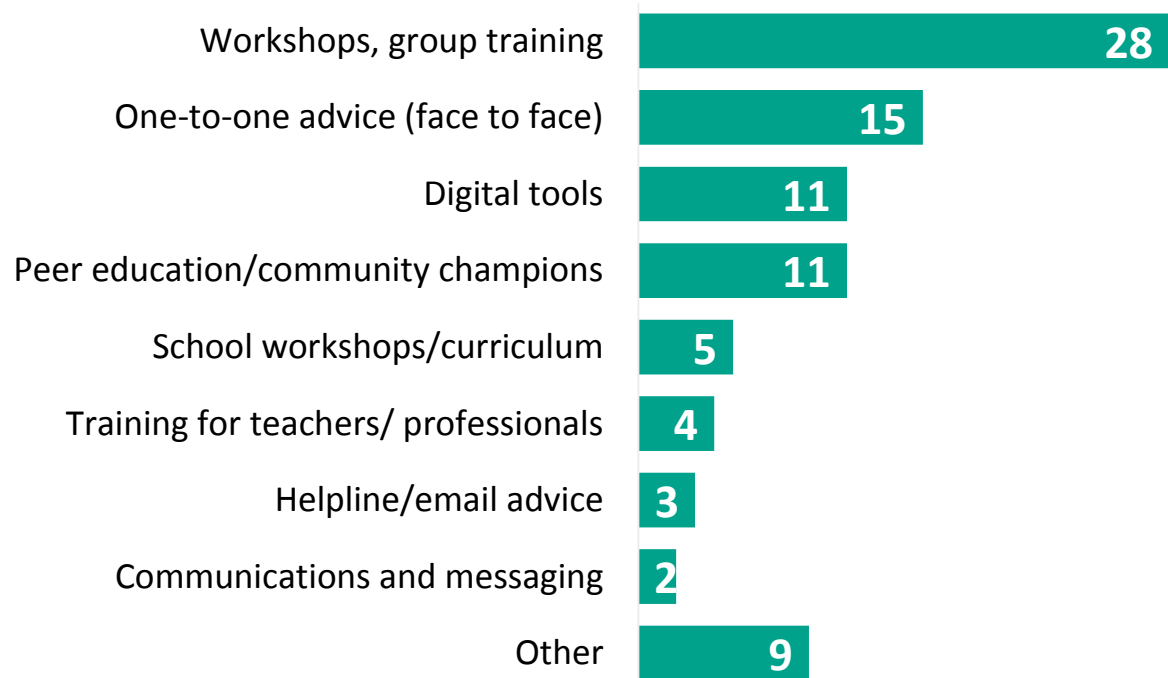 Workshops, group training 28
One-to-one advice (face to face) 15
Digital tools 11
Peer education/community champions 11
School workshops/curriculum 5
Training for teachers/ professionals 4
Helpline/email advice 3
Communications and messaging 2
Other 9